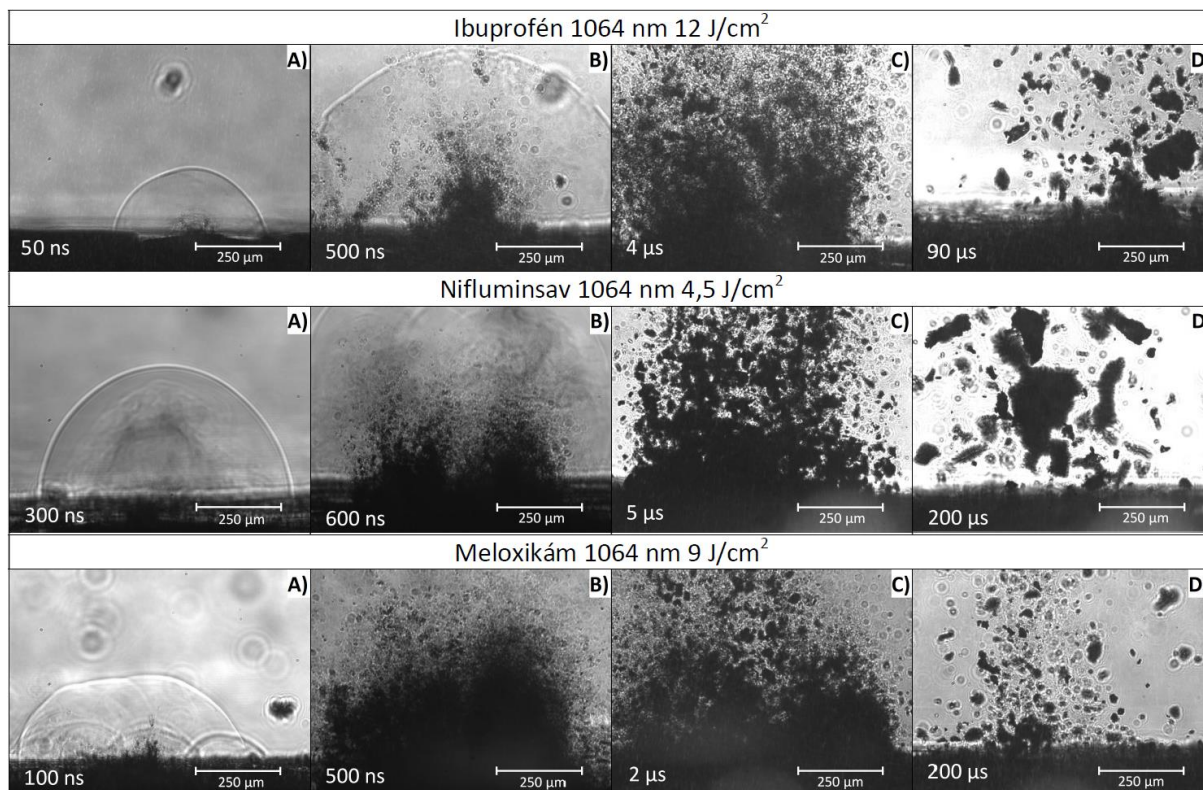 Ibuprofén 1064 nm 12 J/cm²
A)
50 ns
250 µm
B)
500 ns
250 µm
C)
4 µs
250 µm
D
90 µs
250 µm
Nifluminsav 1064 nm 4,5 J/cm²
A)
300 ns
250 µm
B)
600 ns
250 µm
C)
5 µs
250 µm
D
200 µs
250 µm
Meloxikám 1064 nm 9 J/cm²
A)
100 ns
250 µm
B)
500 ns
250 µm
C)
2 µs
250 µm
D
200 µs
250 µm